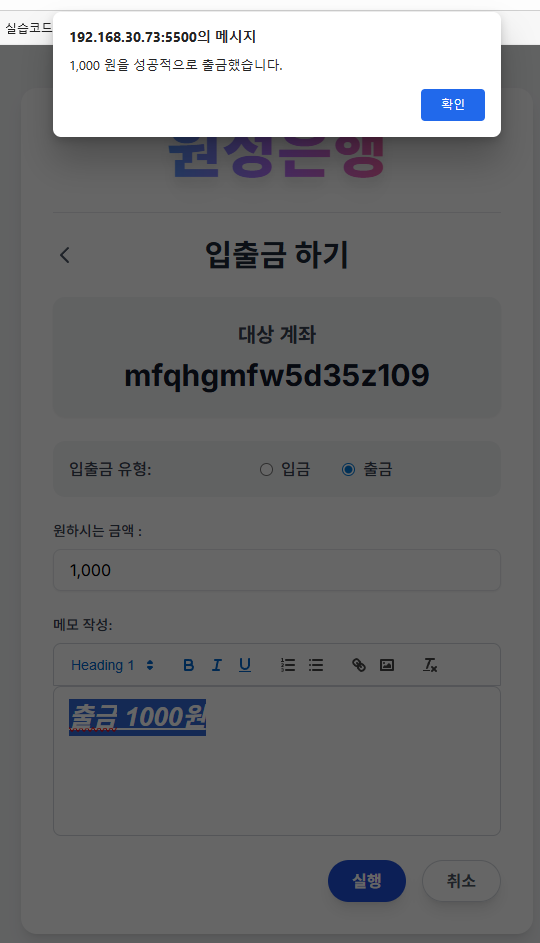 실습코드
192.168.30.73:5500의 메시지
1,000 원을 성공적으로 출금했습니다.
확인
원성은행
입출금 하기
대상 계좌
mfqhgmfw5d35z109
입출금 유형:
입금
출금
원하시는 금액 :
1,000
메모 작성:
Heading 1
출금 1000원
실행
취소